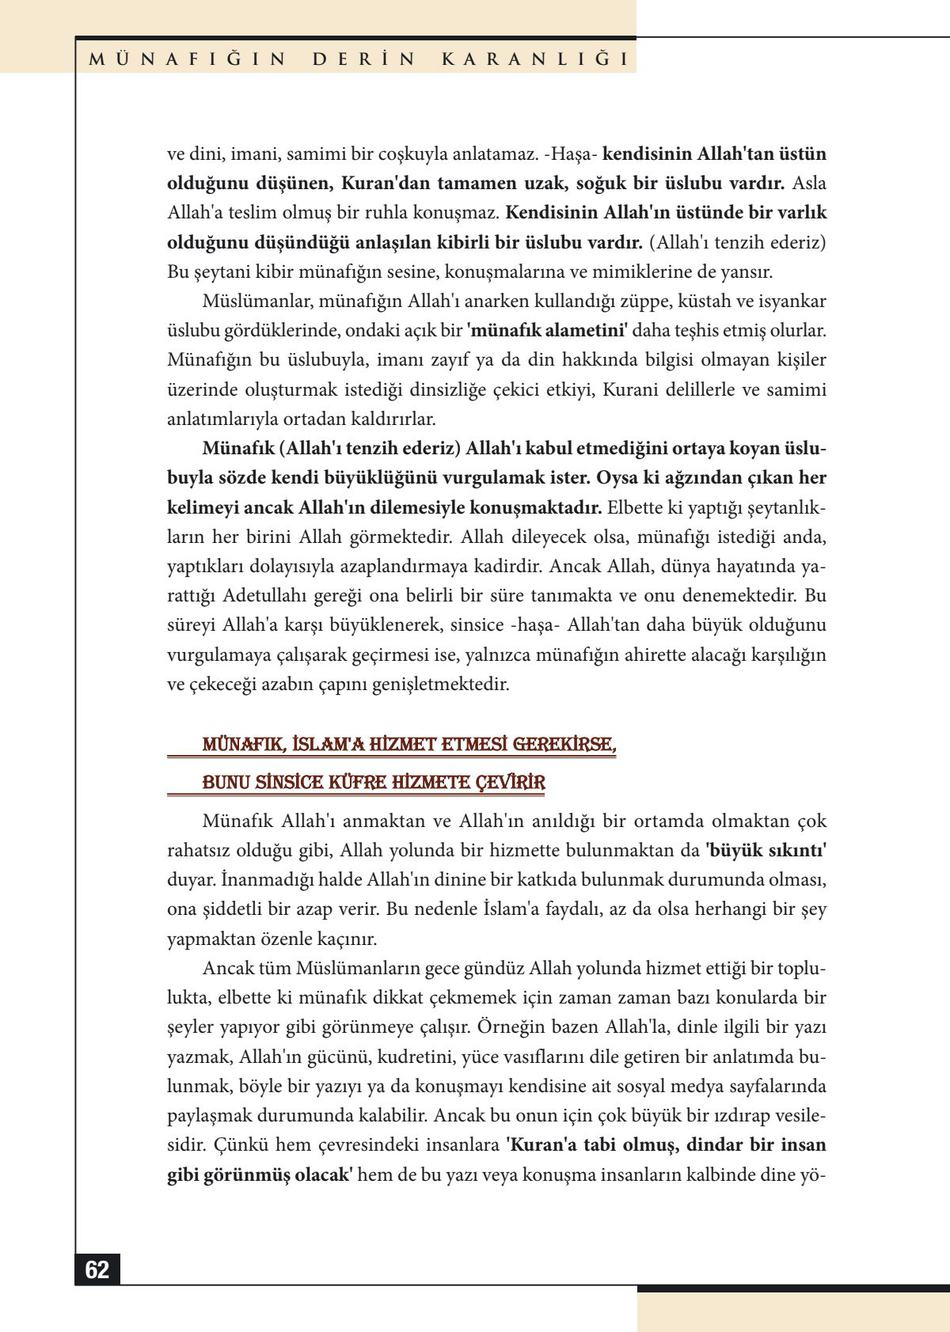 MÜNAFIĞIN DERİN KARANLIĞI
ve dini, imani, samimi bir coşkuyla anlatamaz. -Haşa- kendisinin Allah'tan üstün
olduğunu düşünen, Kuran'dan tamamen uzak, soğuk bir üslubu vardır. Asla
Allah'a teslim olmuş bir ruhla konuşmaz. Kendisinin Allah'ın üstünde bir varlık
olduğunu düşündüğü anlaşılan kibirli bir üslubu vardır. (Allah'ı tenzih ederiz)
Bu şeytani kibir münafığın sesine, konuşmalarına ve mimiklerine de yansır.
Müslümanlar, münafığın Allah'ı anarken kullandığı züppe, küstah ve isyankar
üslubu gördüklerinde, ondaki açık bir 'münafık alametini' daha teşhis etmiş olurlar.
Münafığın bu üslubuyla, imanı zayıf ya da din hakkında bilgisi olmayan kişiler
üzerinde oluşturmak istediği dinsizliğe çekici etkiyi, Kurani delillerle ve samimi
anlatımlarıyla ortadan kaldırırlar.
Münafık (Allah'ı tenzih ederiz) Allah'ı kabul etmediğini ortaya koyan üslu-
buyla sözde kendi büyüklüğünü vurgulamak ister. Oysa ki ağzından çıkan her
kelimeyi ancak Allah'ın dilemesiyle konuşmaktadır. Elbette ki yaptığı şeytanlık-
ların her birini Allah görmektedir. Allah dileyecek olsa, münafığı istediği anda,
yaptıkları dolayısıyla azaplandırmaya kadirdir. Ancak Allah, dünya hayatında ya-
rattığı Adetullahı gereği ona belirli bir süre tanımakta ve onu denemektedir. Bu
süreyi Allah'a karşı büyüklenerek, sinsice -haşa- Allah'tan daha büyük olduğunu
vurgulamaya çalışarak geçirmesi ise, yalnızca münafığın ahirette alacağı karşılığın
ve çekeceği azabın çapını genişletmektedir.
MÜNAFIK, İSLAM'A HİZMET ETMESİ GEREKİRSE,
BUNU SİNSİCE KÜFRE HİZMETE ÇEVİRİR
Münafık Allah'ı anmaktan ve Allah'ın anıldığı bir ortamda olmaktan çok
rahatsız olduğu gibi, Allah yolunda bir hizmette bulunmaktan da 'büyük sıkıntı'
duyar. İnanmadığı halde Allah'ın dinine bir katkıda bulunmak durumunda olması,
ona şiddetli bir azap verir. Bu nedenle İslam'a faydalı, az da olsa herhangi bir şey
yapmaktan özenle kaçınır.
Ancak tüm Müslümanların gece gündüz Allah yolunda hizmet ettiği bir toplu-
lukta, elbette ki münafık dikkat çekmemek için zaman zaman bazı konularda bir
şeyler yapıyor gibi görünmeye çalışır. Örneğin bazen Allah'la, dinle ilgili bir yazı
yazmak, Allah'ın gücünü, kudretini, yüce vasıflarını dile getiren bir anlatımda bu-
lunmak, böyle bir yazıyı ya da konuşmayı kendisine ait sosyal medya sayfalarında
paylaşmak durumunda kalabilir. Ancak bu onun için çok büyük bir ızdırap vesile-
sidir. Çünkü hem çevresindeki insanlara 'Kuran'a tabi olmuş, dindar bir insan
gibi görünmüş olacak' hem de bu yazı veya konuşma insanların kalbinde dine yö-
62